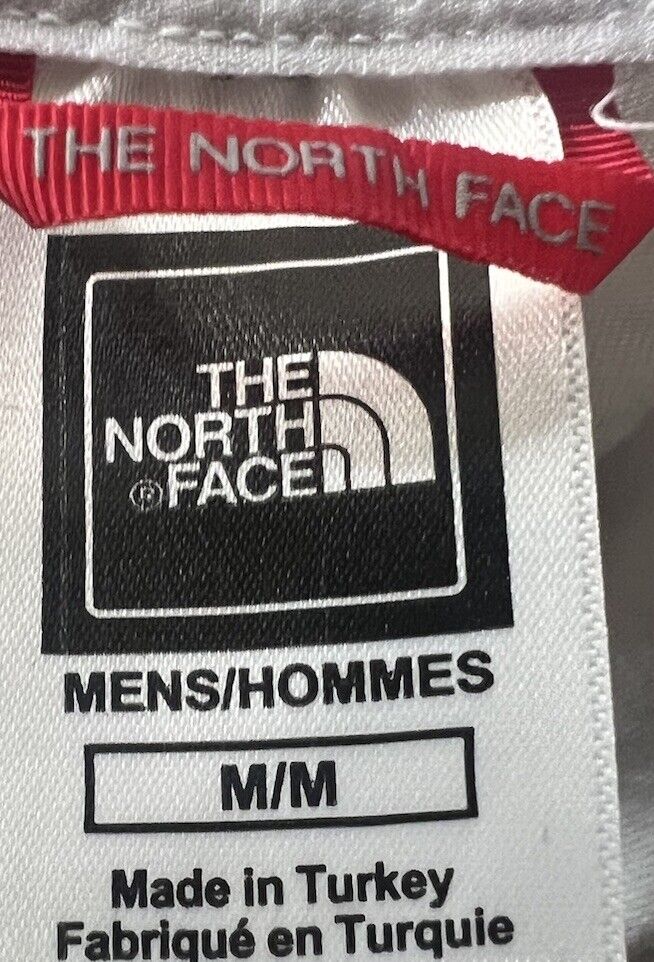 THE NORTH FACE
THE
NORTH
® FACE
MENS/HOMMES
M/M
Made in Turkey
Fabriqué en Turquie